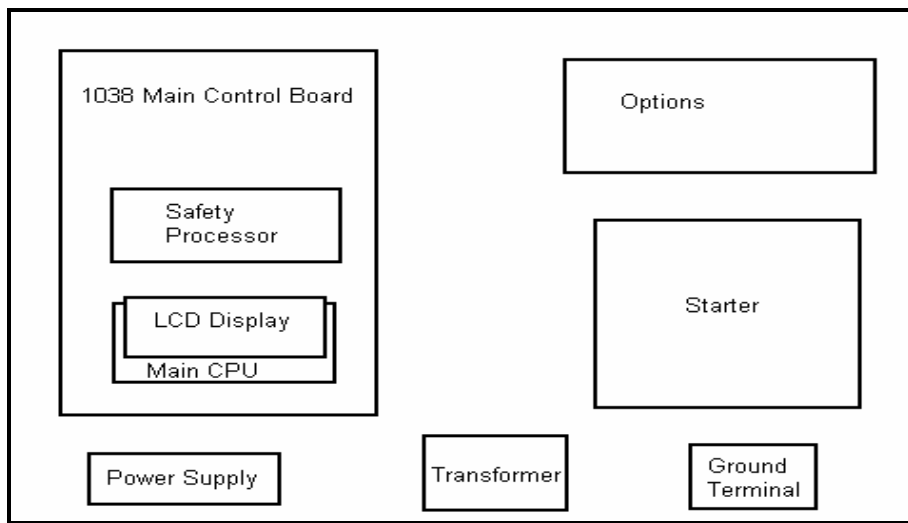 1038 Main Control Board
Options
Safety
Processor
Starter
LCD Display
Main CPU
Power Supply
Transformer
Ground
Terminal